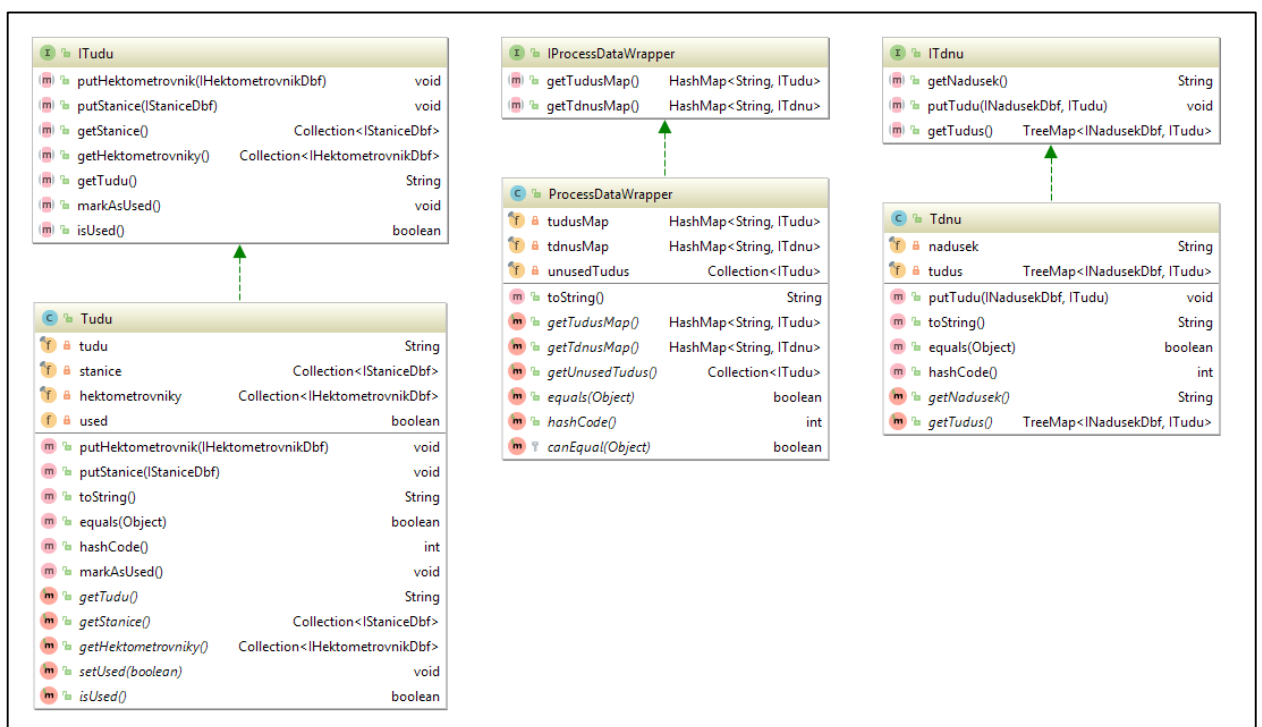 ITudu
putHektometrovnik(IHektometrovnikDbf) void
putStanice(IStaniceDbf) void
getStanice() Collection<IStaniceDbf>
getHektometrovniky() Collection<IHektometrovnikDbf>
getTudu() String
markAsUsed() void
isUsed() boolean
Tudu
tudu String
stanice Collection<IStaniceDbf>
hektometrovniky Collection<IHektometrovnikDbf>
used boolean
putHektometrovnik(IHektometrovnikDbf) void
putStanice(IStaniceDbf) void
toString() String
equals(Object) boolean
hashCode() int
markAsUsed() void
getTudu() String
getStanice() Collection<IStaniceDbf>
getHektometrovniky() Collection<IHektometrovnikDbf>
setUsed(boolean) void
isUsed() boolean
IProcessDataWrapper
getTudusMap() HashMap<String, ITudu>
getTdnusMap() HashMap<String, ITdnu>
ProcessDataWrapper
tudusMap HashMap<String, ITudu>
tdnusMap HashMap<String, ITdnu>
unusedTudus Collection<ITudu>
toString() String
getTudusMap() HashMap<String, ITudu>
getTdnusMap() HashMap<String, ITdnu>
getUnusedTudus() Collection<ITudu>
equals(Object) boolean
hashCode() int
canEqual(Object) boolean
ITdnu
getNadusek() String
putTudu(INadusekDbf, ITudu) void
getTudus() TreeMap<INadusekDbf, ITudu>
Tdnu
nadusek String
tudus TreeMap<INadusekDbf, ITudu>
putTudu(INadusekDbf, ITudu) void
toString() String
equals(Object) boolean
hashCode() int
getNadusek() String
getTudus() TreeMap<INadusekDbf, ITudu>